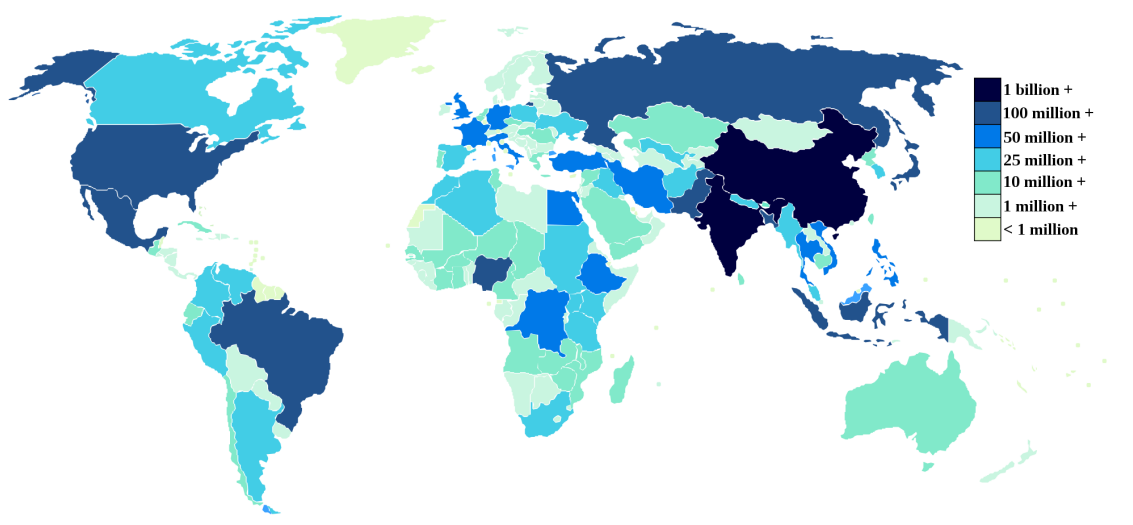 1 billion +
100 million +
50 million +
25 million +
10 million +
1 million +
< 1 million